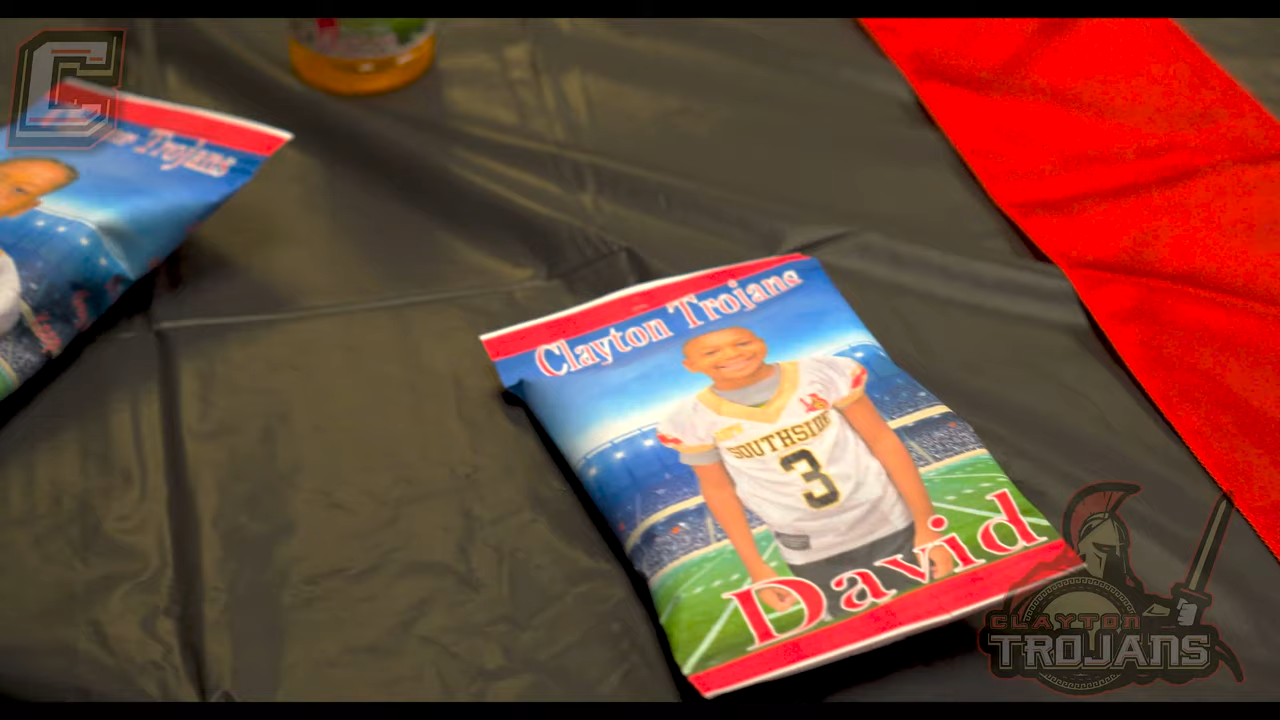 C
Trojans
Clayton Trojans
SOUTHSIDE
3
David
CLAYTON
TROJANS